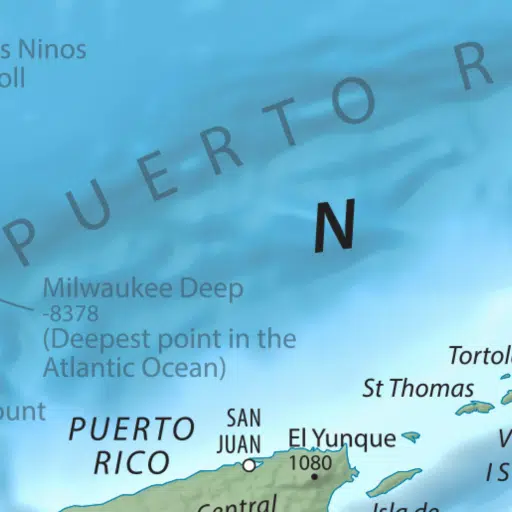 s Ninos
oll
PUERTO R
N
Milwaukee Deep
-8378
(Deepest point in the
Atlantic Ocean)
Tortol
St Thomas
ount
PUERTO
RICO
SAN
JUAN
El Yunque
1080
V
I S
Central
Isla de